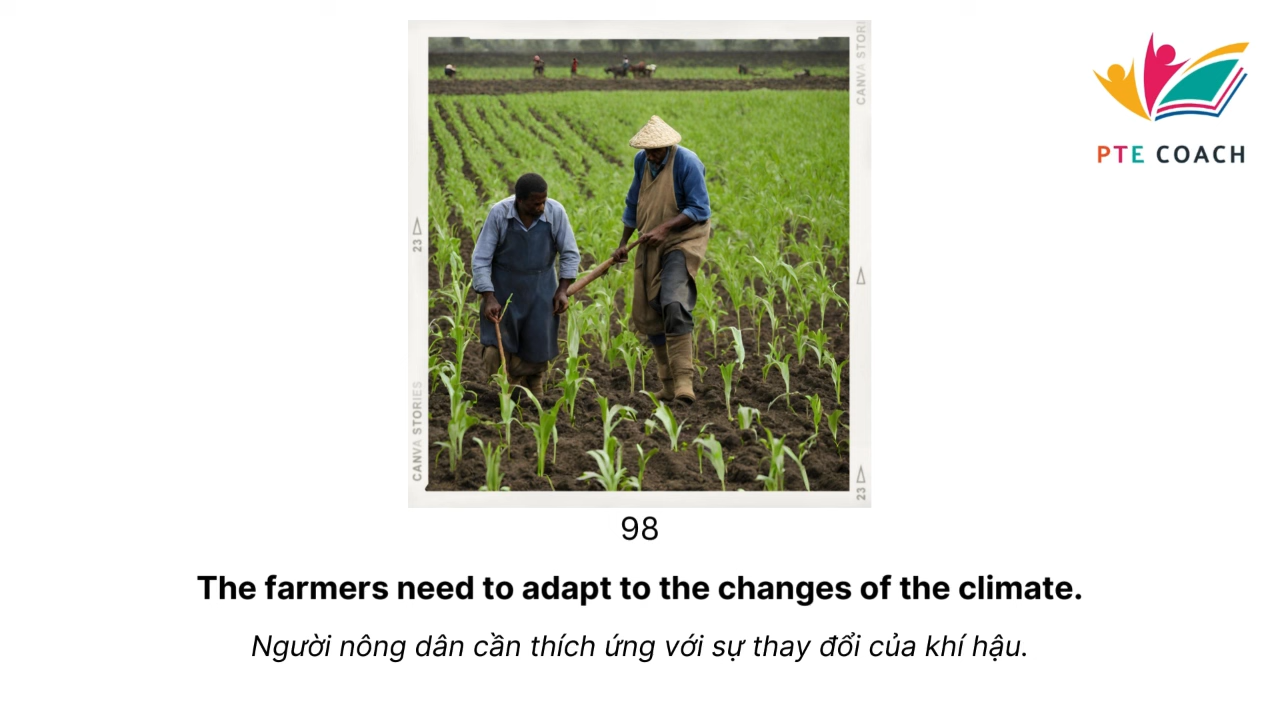 CANVA STORIES
23
CANVA STORI
23
PTE COACH
98
The farmers need to adapt to the changes of the climate.
Người nông dân cần thích ứng với sự thay đổi của khí hậu.